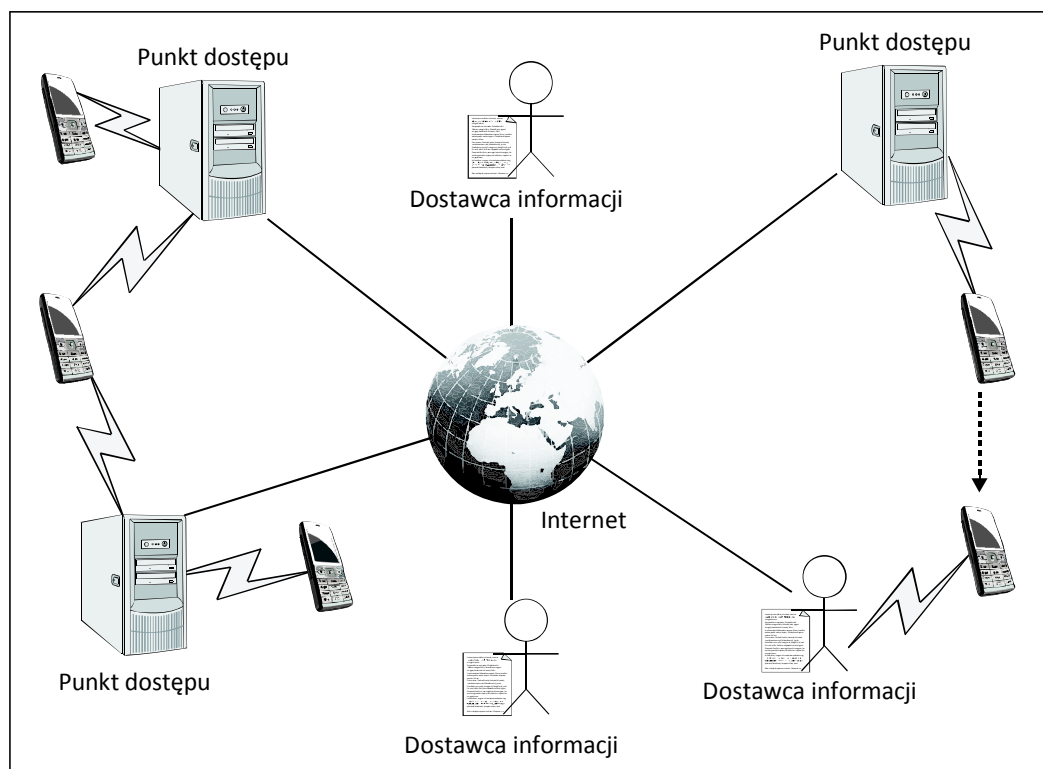 Punkt dostępu
Punkt dostępu
Dostawca informacji
Internet
Punkt dostępu
Dostawca informacji
Dostawca informacji